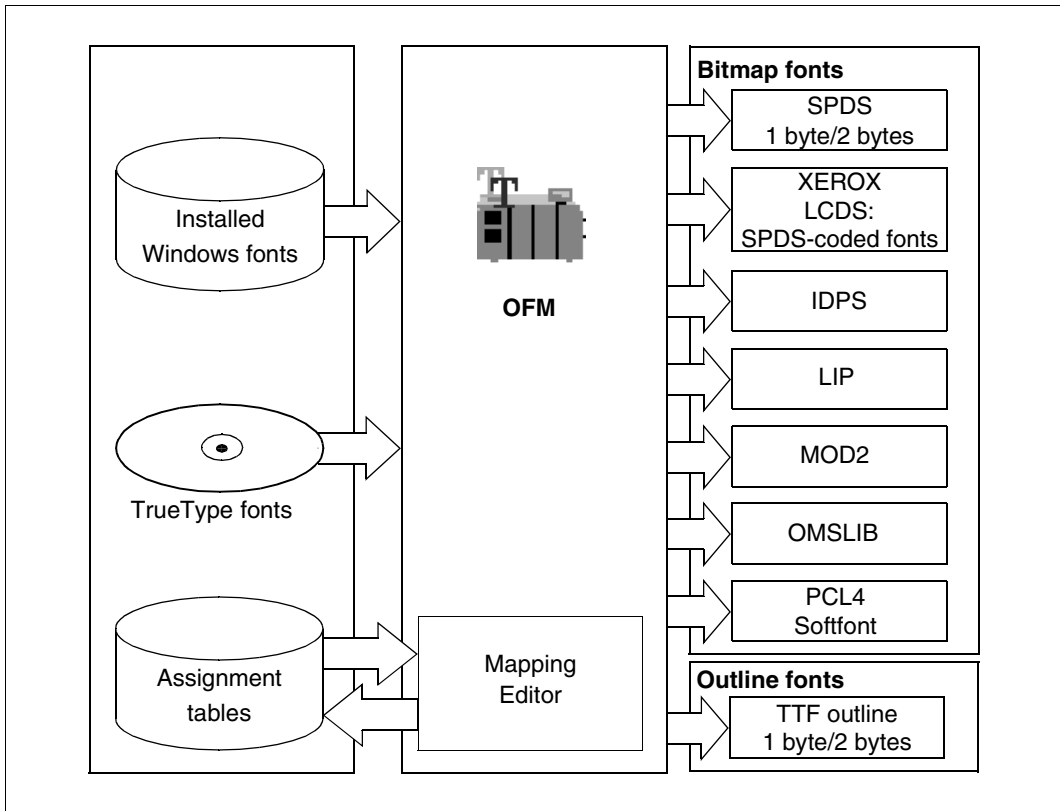 Installed
Windows fonts
TrueType fonts
Assignment
tables
OFM
Mapping
Editor
Bitmap fonts
SPDS
1 byte/2 bytes
XEROX
LCDS:
SPDS-coded fonts
IDPS
LIP
MOD2
OMSLIB
PCL4
Softfont
Outline fonts
TTF outline
1 byte/2 bytes